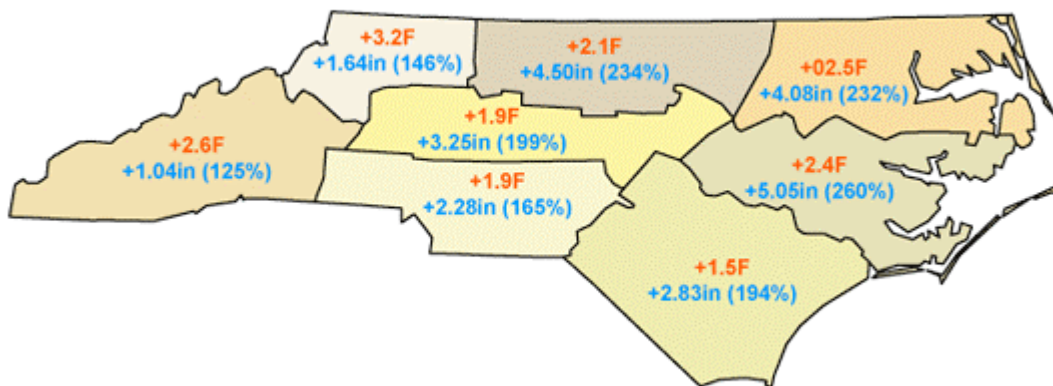 +3.2F
+1.64in (146%)
+2.1F
+4.50in (234%)
+02.5F
+4.08in (232%)
+2.6F
+1.04in (125%)
+1.9F
+3.25in (199%)
+2.4F
+5.05in (260%)
+1.9F
+2.28in (165%)
+1.5F
+2.83in (194%)